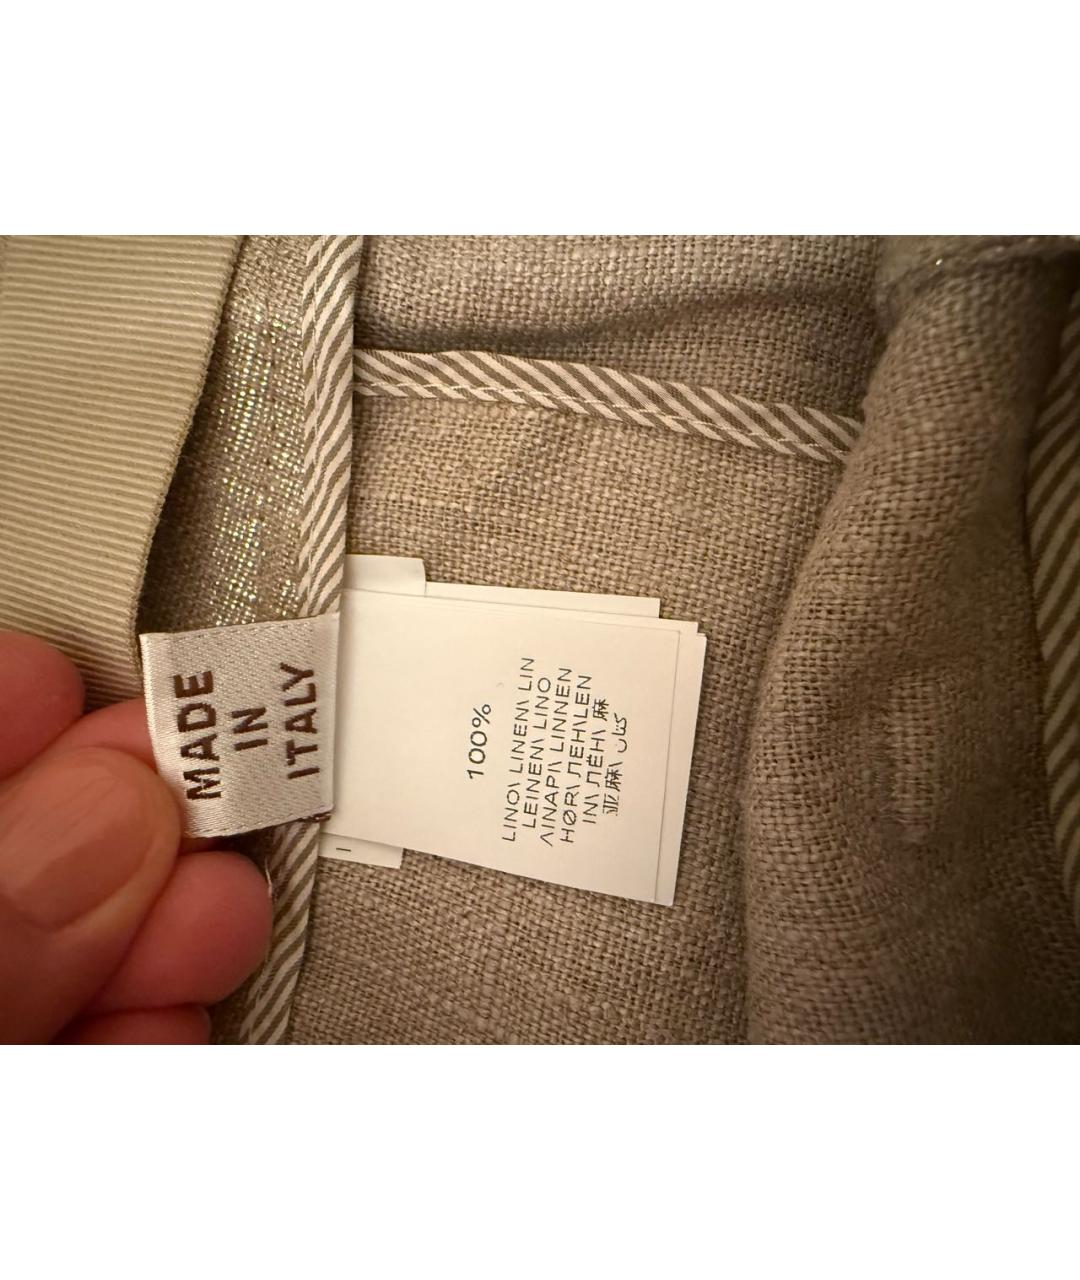 MADE
IN
ITALY
100%
LINO\ LINEN\ LIN
LEINEN\ LINO
ΛΙΝΑΡΙ\ LINNEN
HØR\ ЛЕН\LEN
IN\ ЛЁН\ 麻
亚麻\ كتان